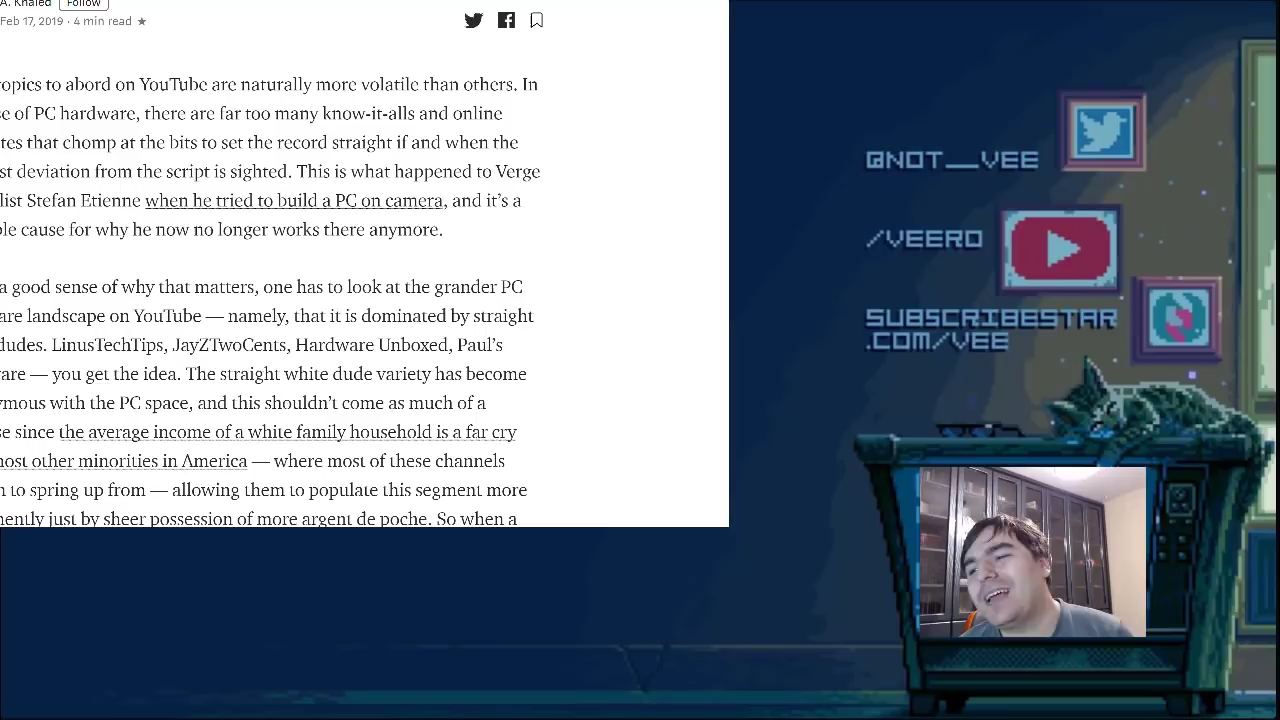 A. Khaled Follow
Feb 17, 2019 · 4 min read
opics to abord on YouTube are naturally more volatile than others. In
e of PC hardware, there are far too many know-it-alls and online
tes that chomp at the bits to set the record straight if and when the
st deviation from the script is sighted. This is what happened to Verge
list Stefan Etienne when he tried to build a PC on camera, and it's a
ble cause for why he now no longer works there anymore.
a good sense of why that matters, one has to look at the grander PC
are landscape on YouTube — namely, that it is dominated by straight
dudes. LinusTechTips, JayZTwoCents, Hardware Unboxed, Paul's
are — you get the idea. The straight white dude variety has become
ymous with the PC space, and this shouldn't come as much of a
e since the average income of a white family household is a far cry
most other minorities in America — where most of these channels
n to spring up from — allowing them to populate this segment more
nently just by sheer possession of more argent de poche. So when a
@NOT__VEE
/VEERO
SUBSCRIBESTAR
.COM/VEE